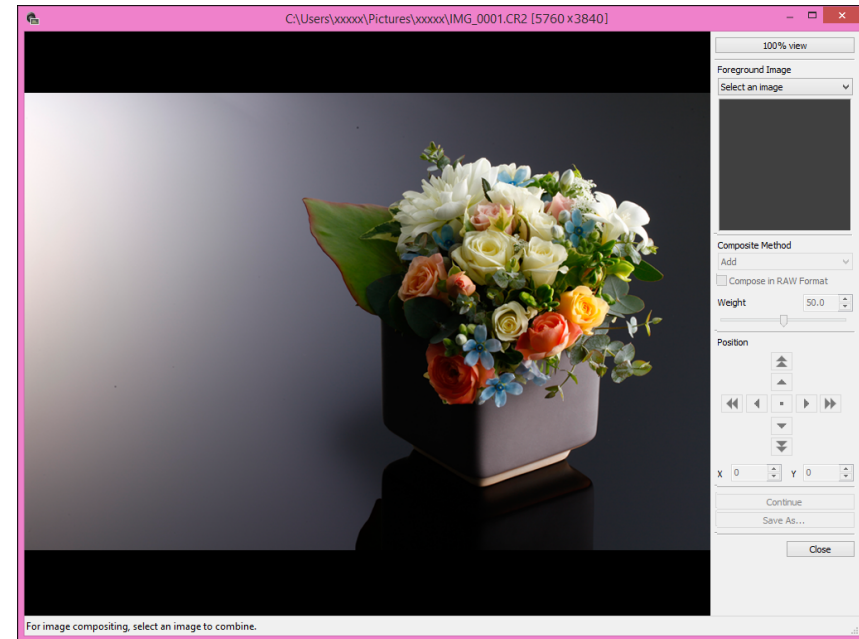 C:\Users\xxxxx\Pictures\xxxxx\IMG_0001.CR2 [5760 x 3840]
100% view
Foreground Image
Select an image
Composite Method
Add
Compose in RAW Format
Weight 50.0
Position
X 0 Y 0
Continue
Save As...
Close
For image compositing, select an image to combine.